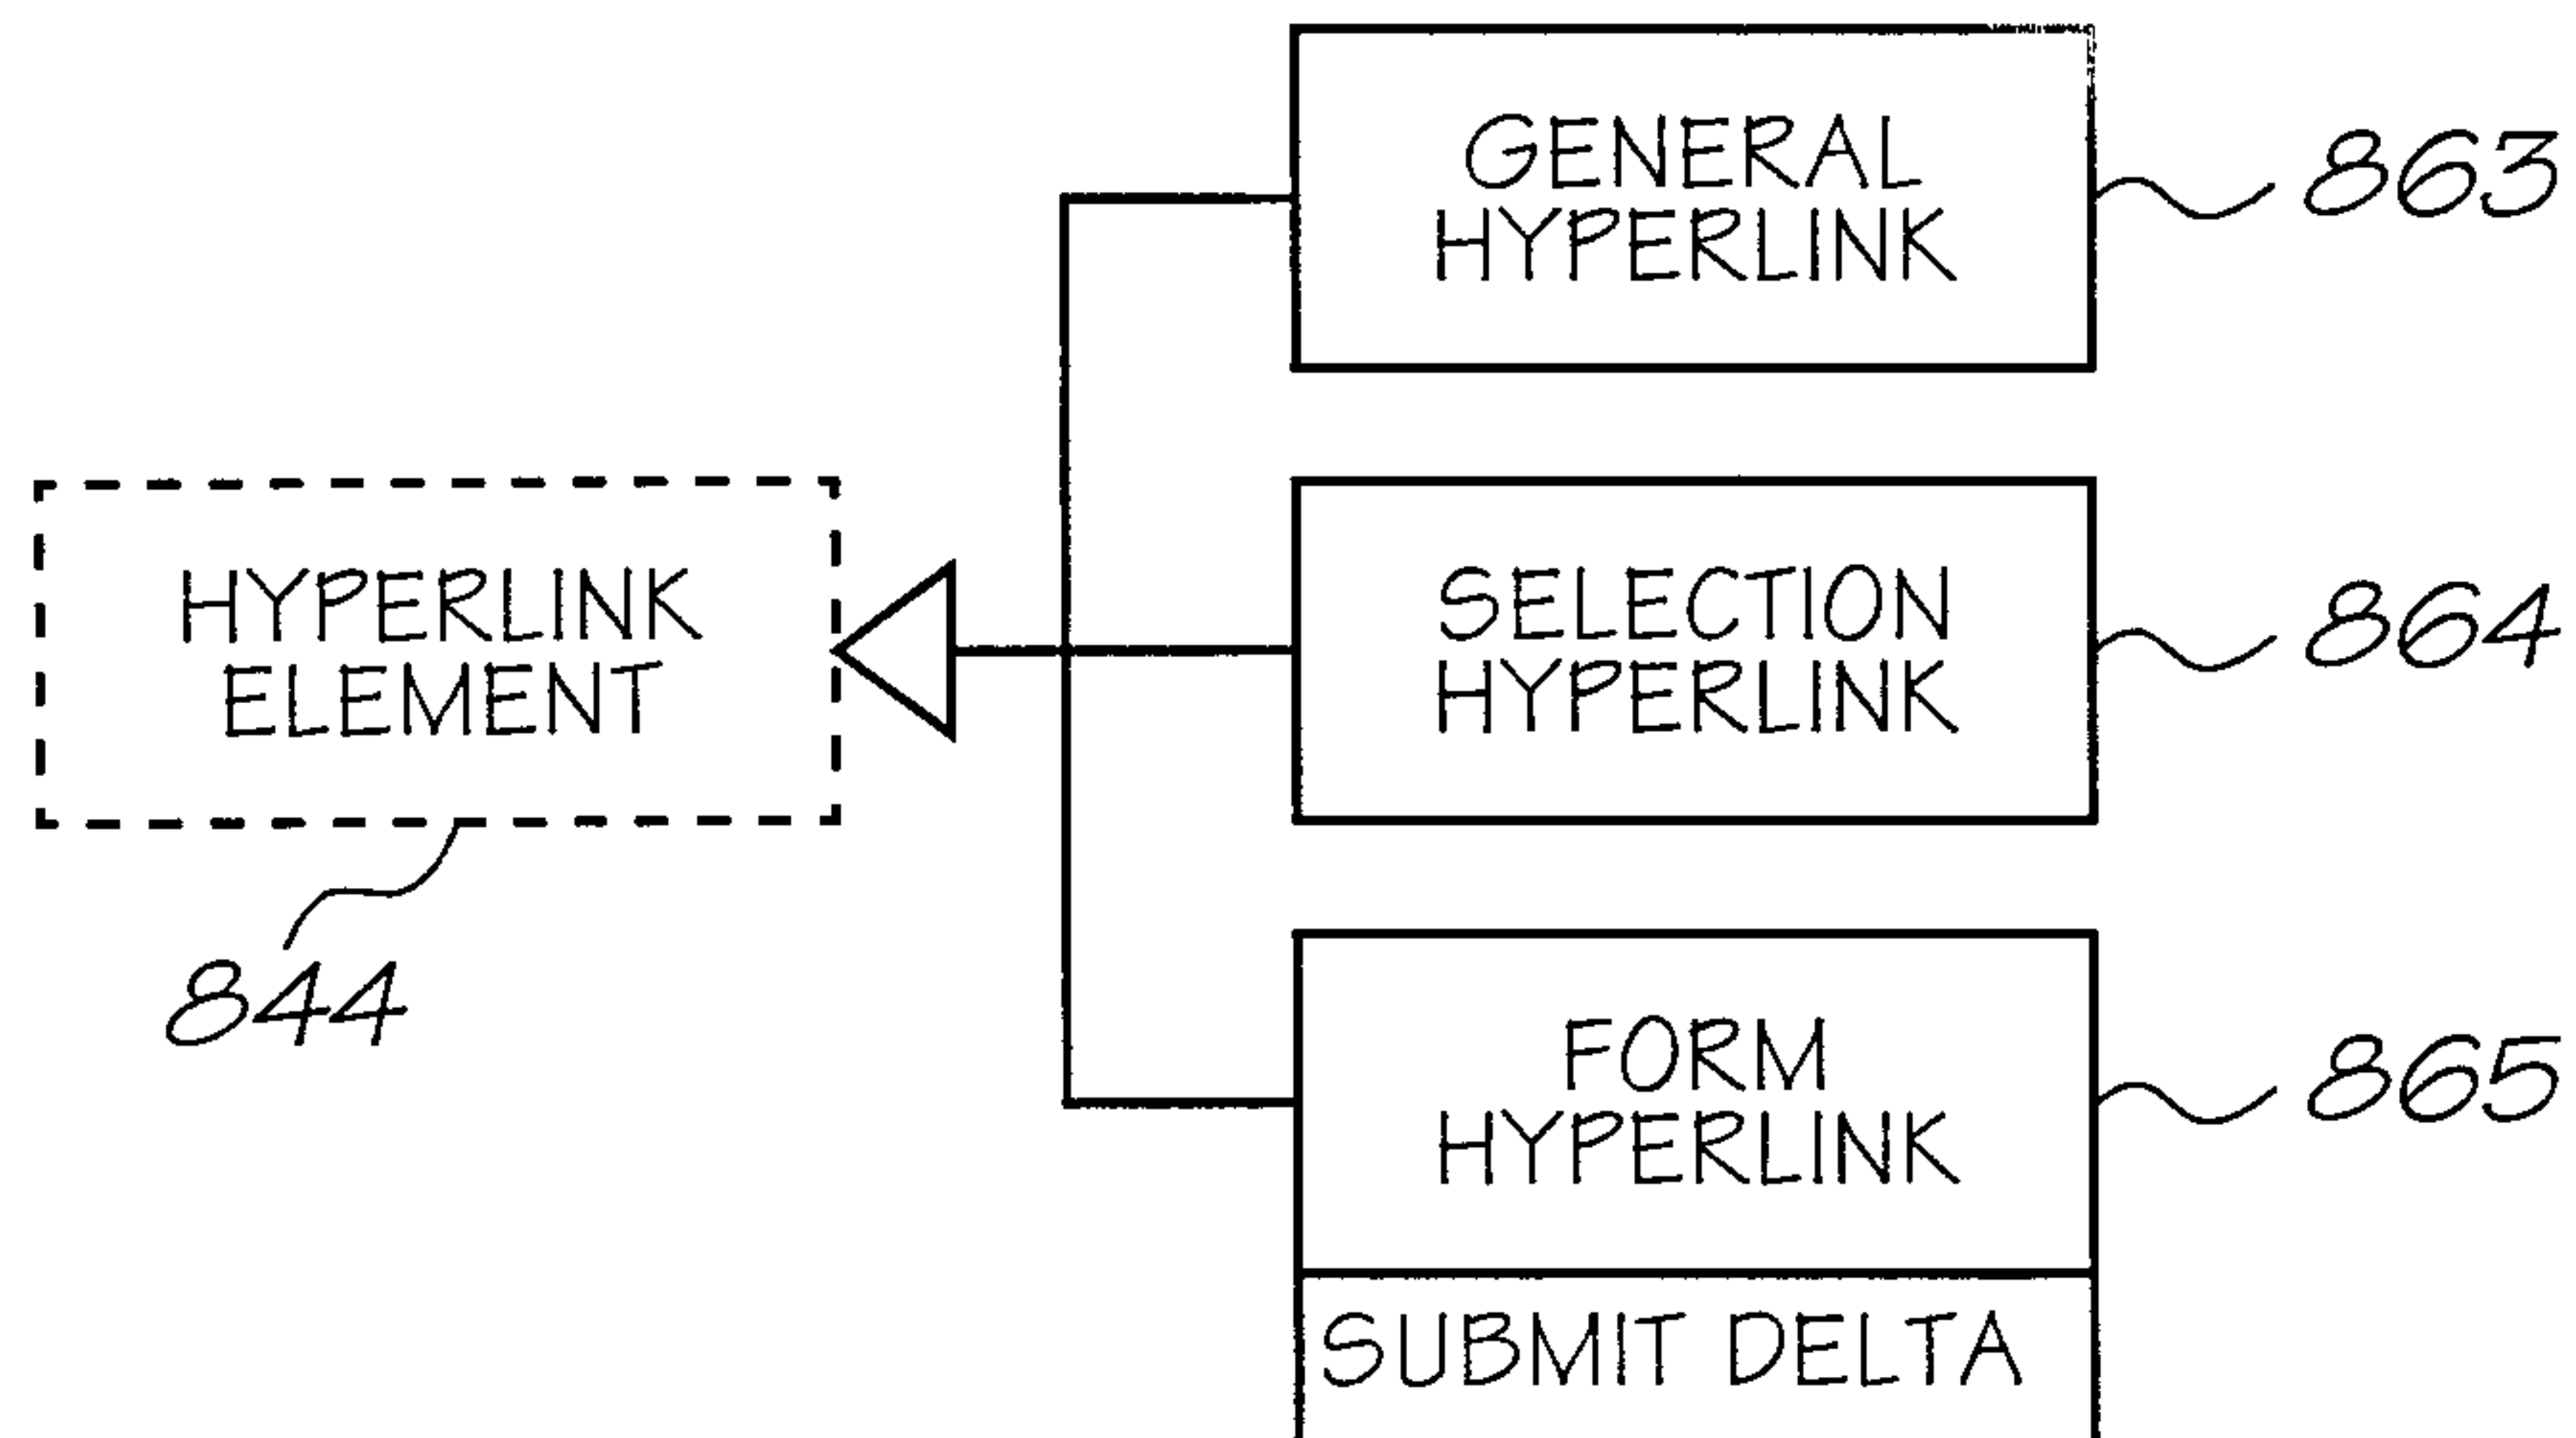 GENERAL
HYPERLINK
863
HYPERLINK
ELEMENT
844
SELECTION
HYPERLINK
864
FORM
HYPERLINK
865
SUBMIT DELTA